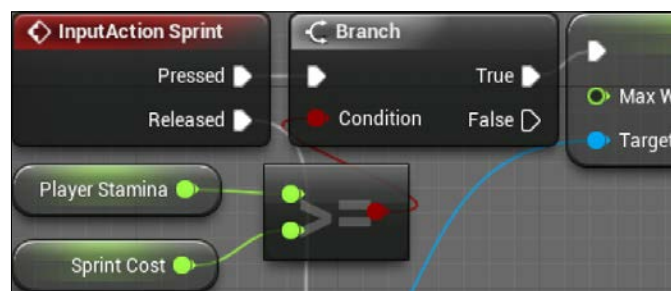 InputAction Sprint
Pressed
Released
Branch
True
Condition
False
Max W
Target
Player Stamina
>=
Sprint Cost